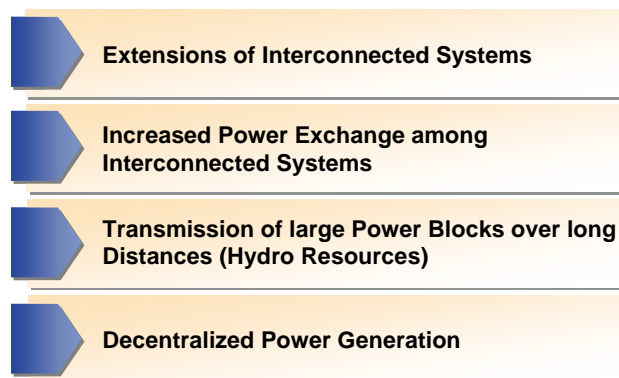 Extensions of Interconnected Systems
Increased Power Exchange among
Interconnected Systems
Transmission of large Power Blocks over long
Distances (Hydro Resources)
Decentralized Power Generation